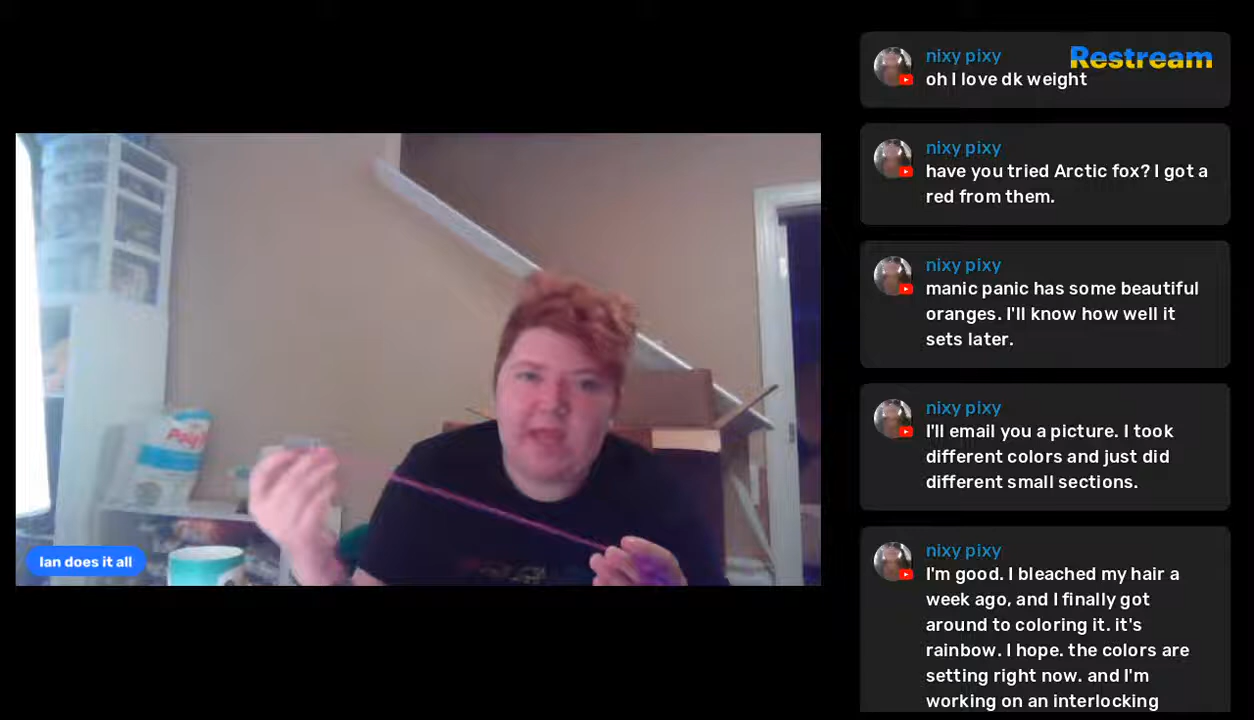 Restream
nixy pixy
oh I love dk weight
nixy pixy
have you tried Arctic fox? I got a
red from them.
nixy pixy
manic panic has some beautiful
oranges. I'll know how well it
sets later.
nixy pixy
I'll email you a picture. I took
different colors and just did
different small sections.
nixy pixy
I'm good. I bleached my hair a
week ago, and I finally got
around to coloring it. it's
rainbow. I hope. the colors are
setting right now. and I'm
working on an interlocking
Ian does it all